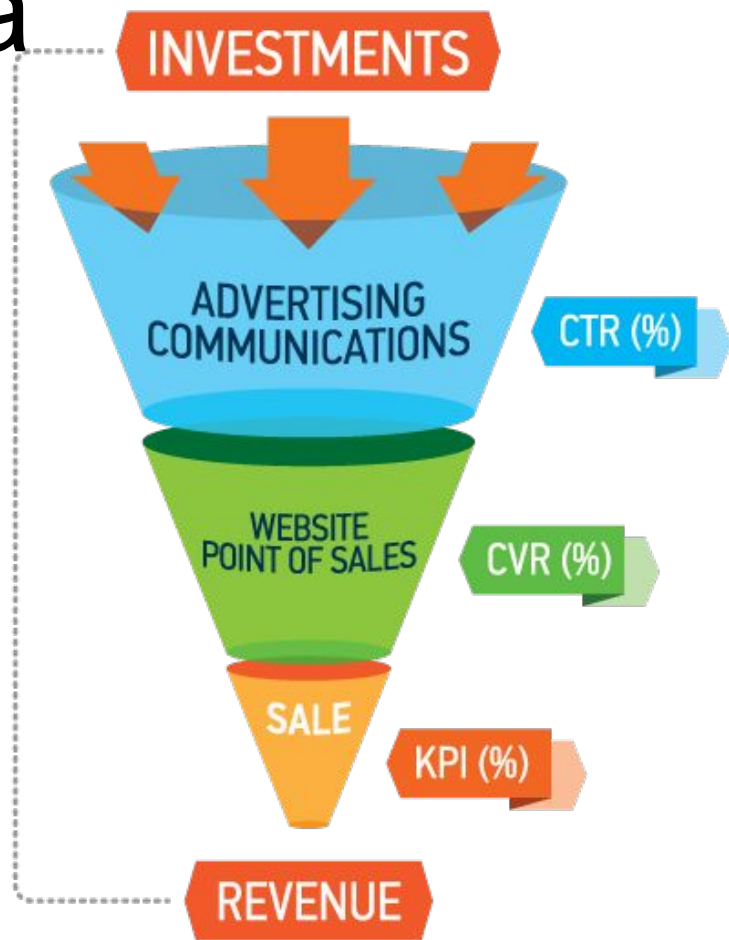 a
INVESTMENTS
ADVERTISING
COMMUNICATIONS
CTR (%)
WEBSITE
POINT OF SALES
CVR (%)
SALE
KPI (%)
REVENUE